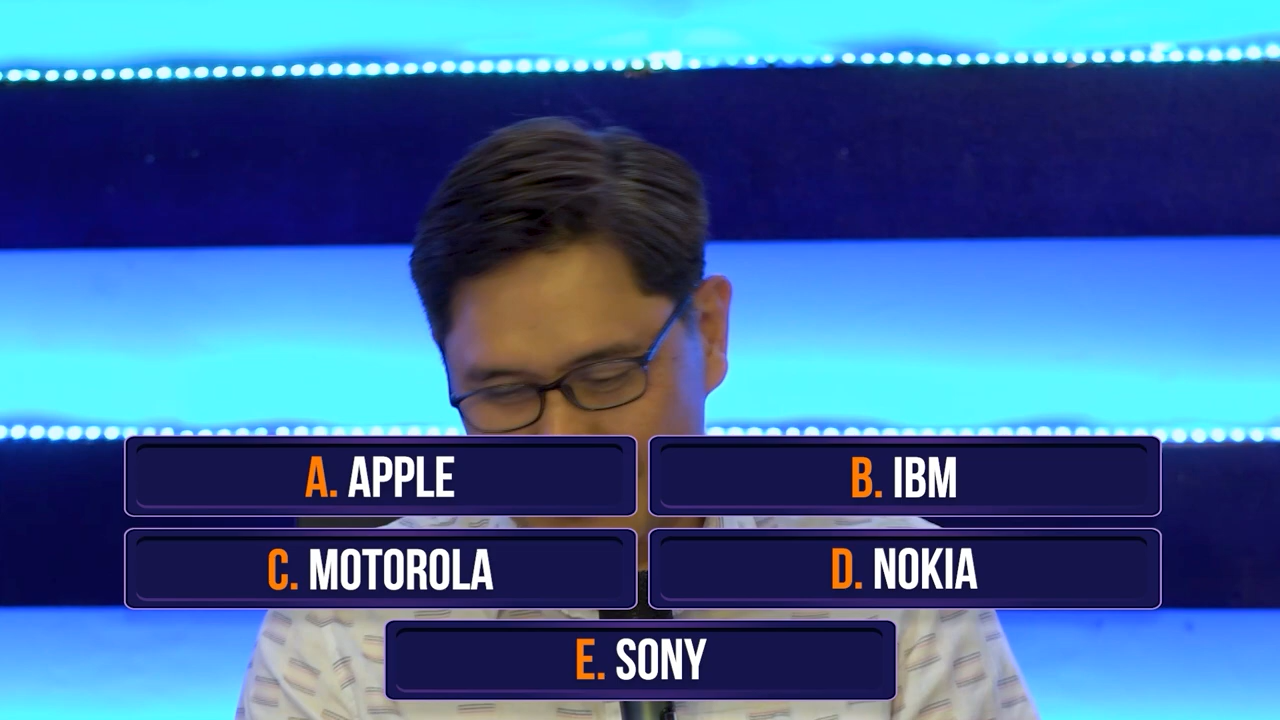 A. APPLE
B. IBM
C. MOTOROLA
D. NOKIA
E. SONY